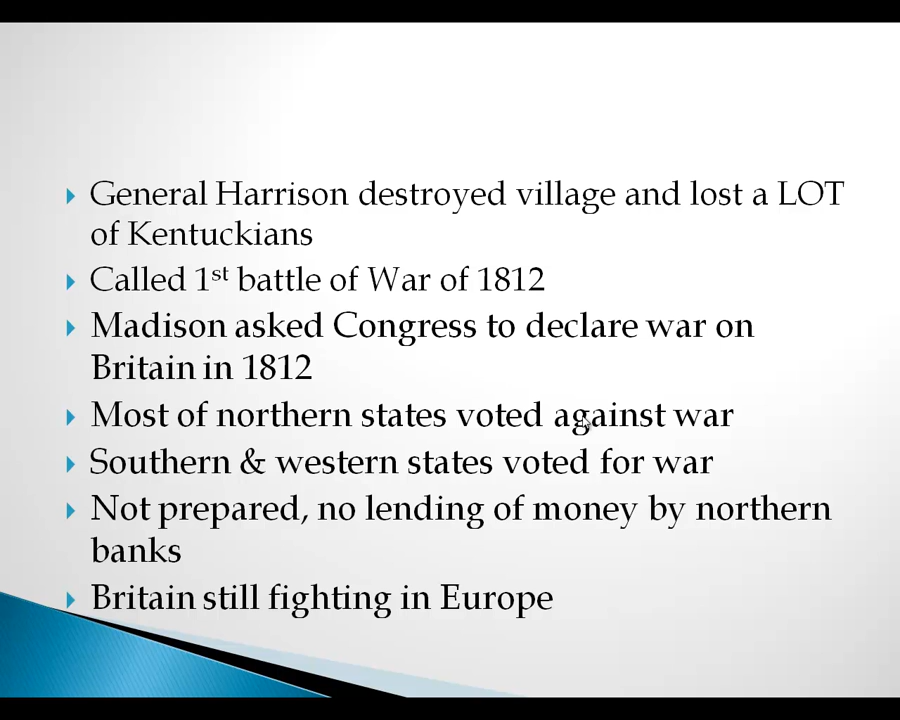 General Harrison destroyed village and lost a LOT
of Kentuckians
Called 1st battle of War of 1812
Madison asked Congress to declare war on
Britain in 1812
Most of northern states voted against war
Southern & western states voted for war
Not prepared, no lending of money by northern
banks
Britain still fighting in Europe